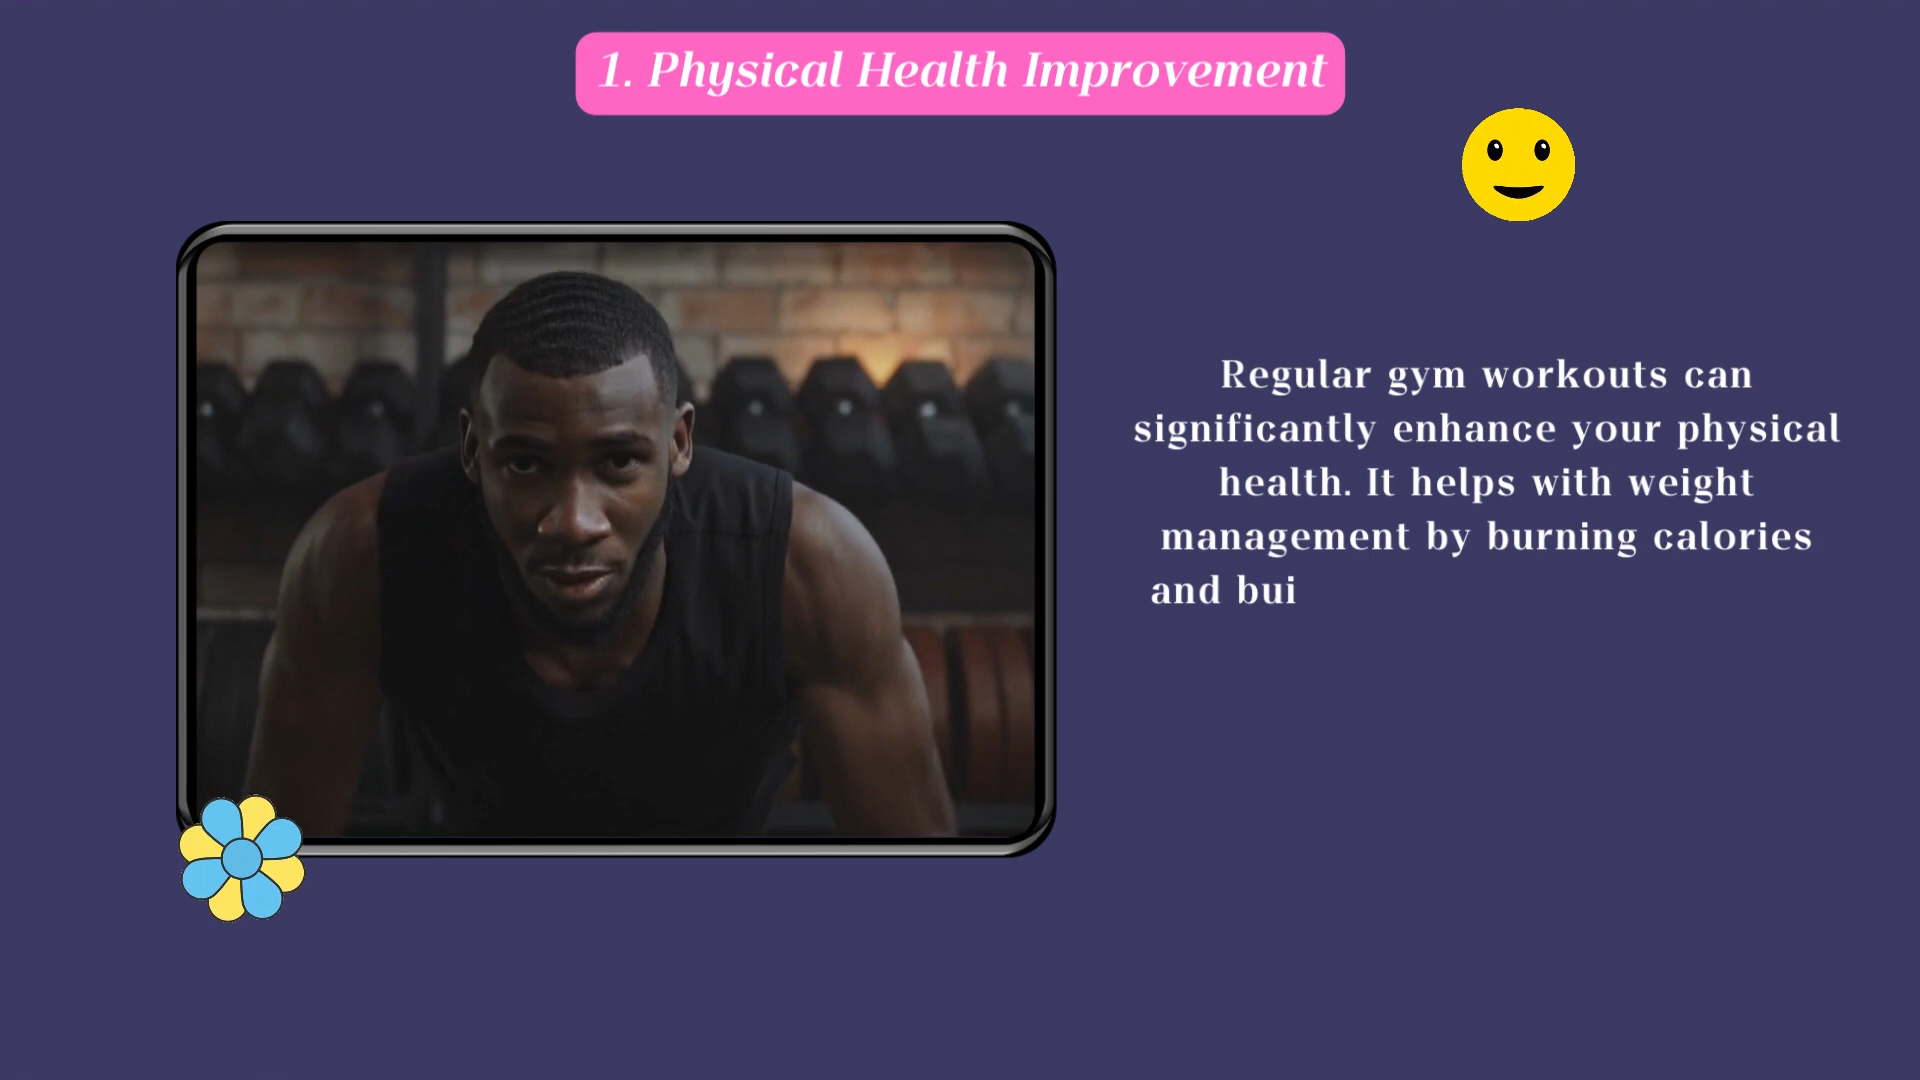 1. Physical Health Improvement
Regular gym workouts can
significantly enhance your physical
health. It helps with weight
management by burning calories
and bui